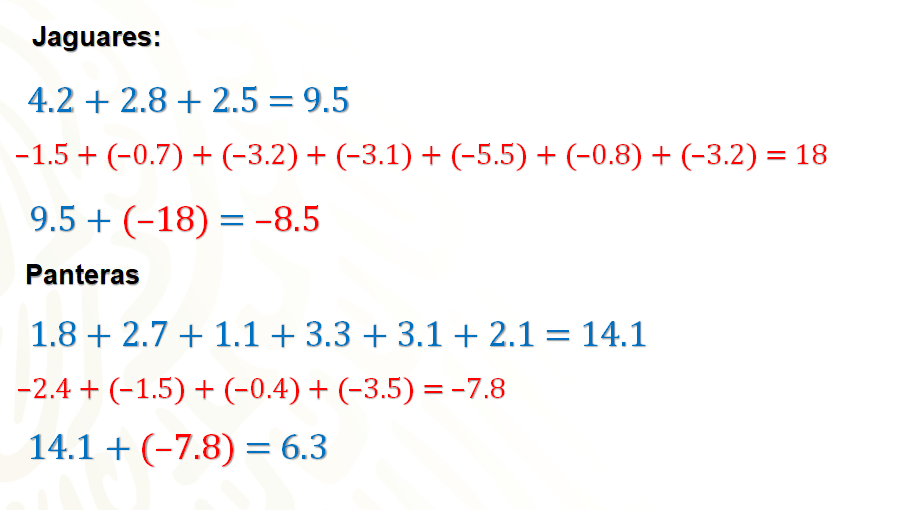 Jaguares:
4.2 + 2.8 + 2.5 = 9.5
–1.5 + (–0.7) + (–3.2) + (–3.1) + (–5.5) + (–0.8) + (–3.2) = 18
9.5 + (–18) = –8.5
Panteras
1.8 + 2.7 + 1.1 + 3.3 + 3.1 + 2.1 = 14.1
–2.4 + (–1.5) + (–0.4) + (–3.5) = –7.8
14.1 + (–7.8) = 6.3